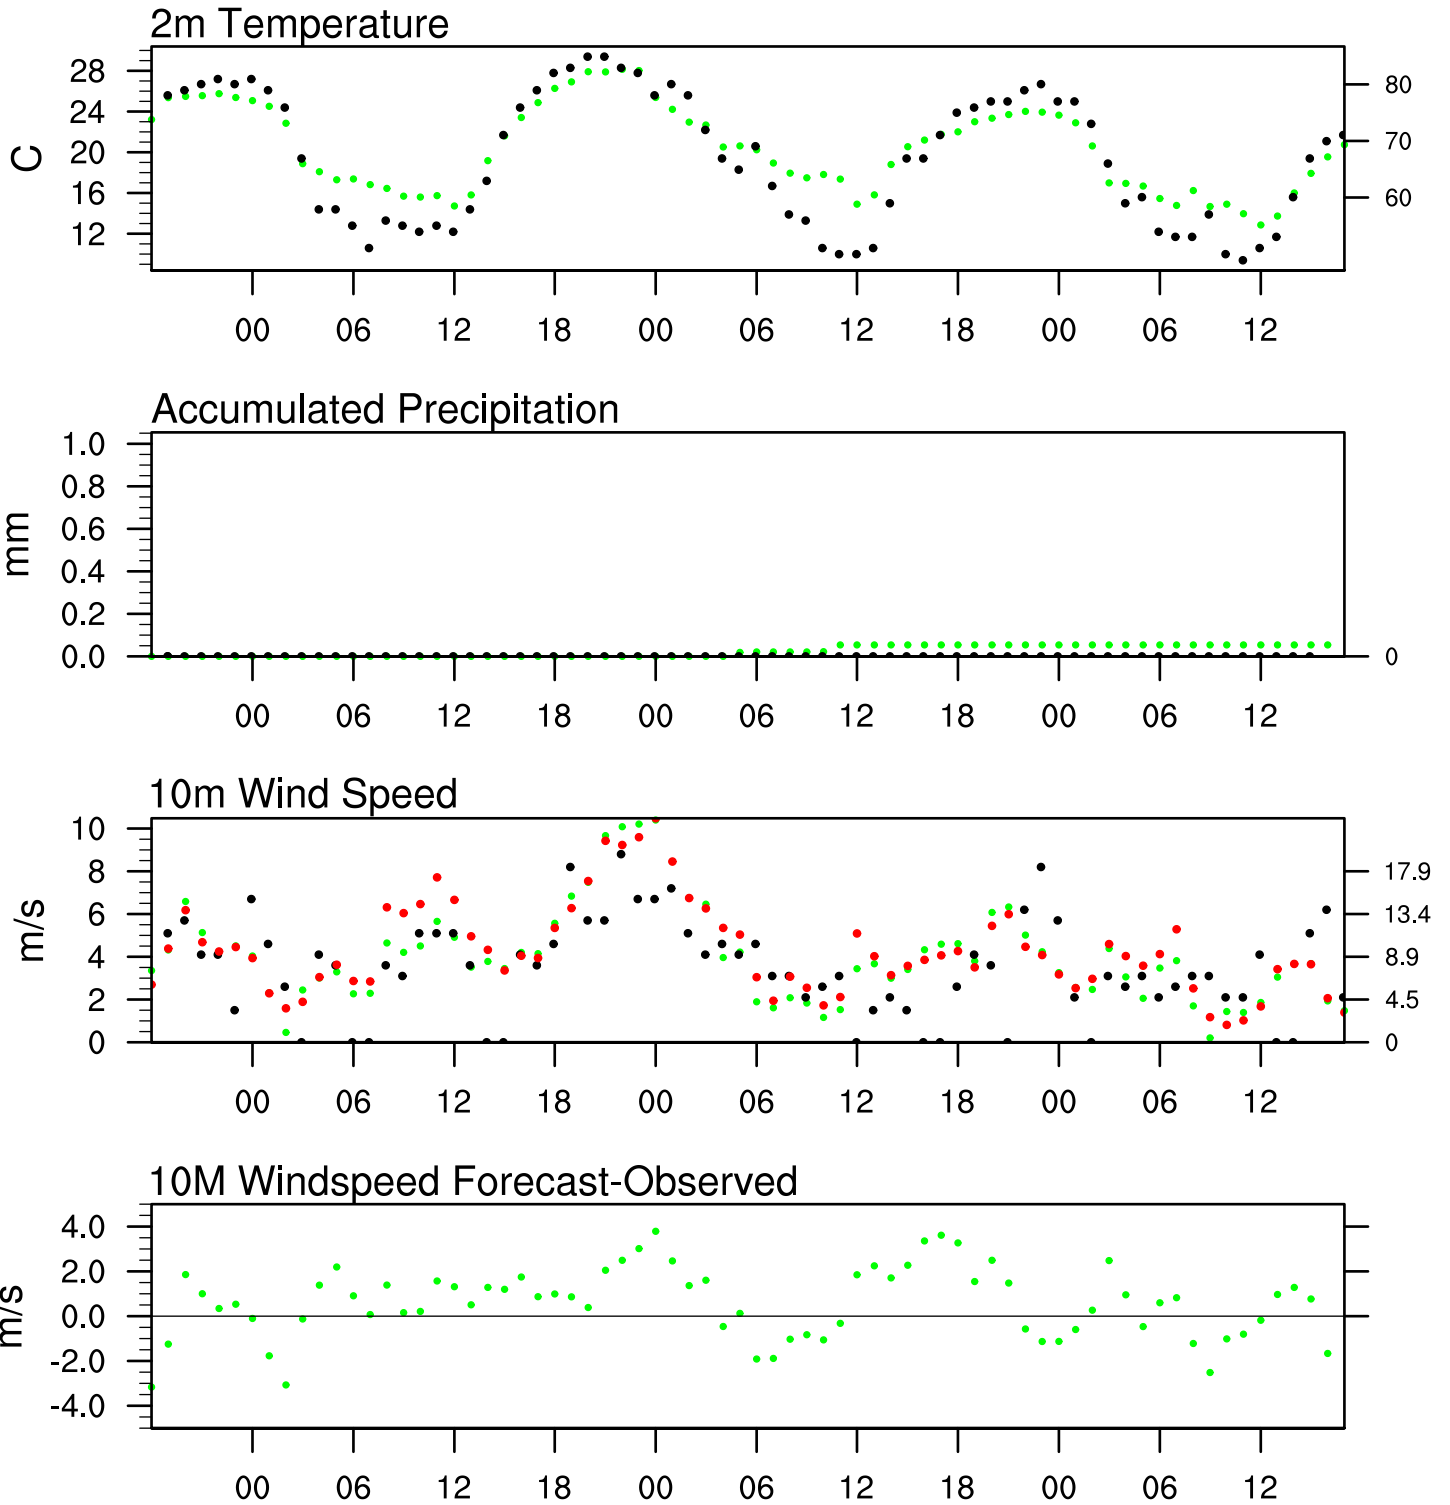 2m Temperature
28
24
20
16
12
C
80
70
60
00 06 12 18 00 06 12 18 00 06 12
Accumulated Precipitation
1.0
0.8
0.6
0.4
0.2
0.0
mm
0
00 06 12 18 00 06 12 18 00 06 12
10m Wind Speed
10
8
6
4
2
0
m/s
17.9
13.4
8.9
4.5
0
00 06 12 18 00 06 12 18 00 06 12
10M Windspeed Forecast-Observed
4.0
2.0
0.0
-2.0
-4.0
m/s
00 06 12 18 00 06 12 18 00 06 12